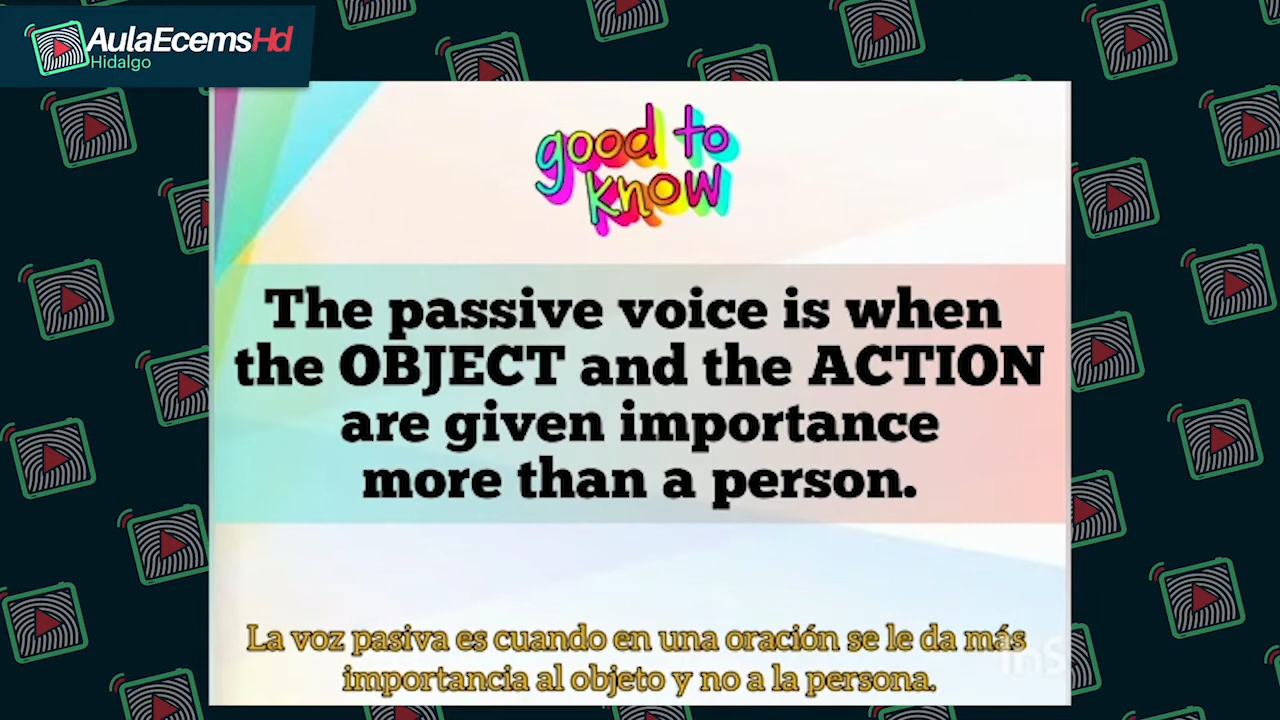 AulaEcemsHd
Hidalgo
good to
know
The passive voice is when
the OBJECT and the ACTION
are given importance
more than a person.
La voz pasiva es cuando en una oración se le da más
importancia al objeto y no a la persona.